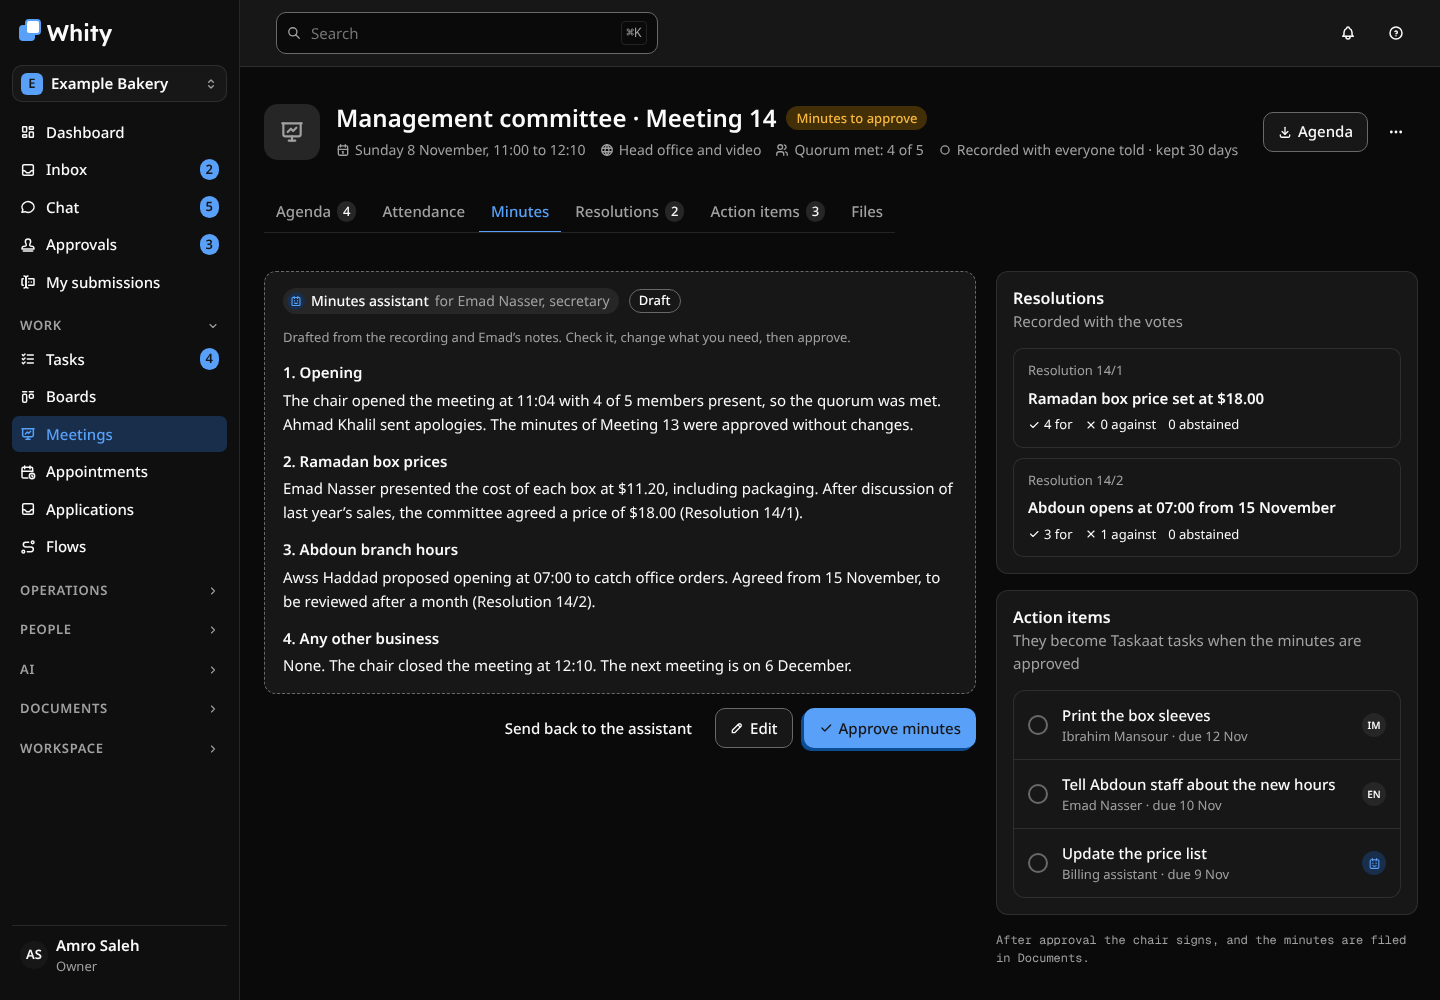 Whity
Search ⌘K
E Example Bakery
Dashboard
Inbox 2
Chat 5
Approvals 3
My submissions
WORK
Tasks 4
Boards
Meetings
Appointments
Applications
Flows
OPERATIONS
PEOPLE
AI
DOCUMENTS
WORKSPACE
AS Amro Saleh
Owner
Management committee · Meeting 14 Minutes to approve
Sunday 8 November, 11:00 to 12:10 Head office and video Quorum met: 4 of 5 Recorded with everyone told · kept 30 days
Agenda
Agenda 4 Attendance Minutes Resolutions 2 Action items 3 Files
Minutes assistant for Emad Nasser, secretary Draft
Drafted from the recording and Emad’s notes. Check it, change what you need, then approve.
1. Opening
The chair opened the meeting at 11:04 with 4 of 5 members present, so the quorum was met.
Ahmad Khalil sent apologies. The minutes of Meeting 13 were approved without changes.
2. Ramadan box prices
Emad Nasser presented the cost of each box at $11.20, including packaging. After discussion of
last year’s sales, the committee agreed a price of $18.00 (Resolution 14/1).
3. Abdoun branch hours
Awss Haddad proposed opening at 07:00 to catch office orders. Agreed from 15 November, to
be reviewed after a month (Resolution 14/2).
4. Any other business
None. The chair closed the meeting at 12:10. The next meeting is on 6 December.
Send back to the assistant Edit Approve minutes
Resolutions
Recorded with the votes
Resolution 14/1
Ramadan box price set at $18.00
4 for 0 against 0 abstained
Resolution 14/2
Abdoun opens at 07:00 from 15 November
3 for 1 against 0 abstained
Action items
They become Taskaat tasks when the minutes are
approved
Print the box sleeves
Ibrahim Mansour · due 12 Nov
IM
Tell Abdoun staff about the new hours
Emad Nasser · due 10 Nov
EN
Update the price list
Billing assistant · due 9 Nov
After approval the chair signs, and the minutes are filed
in Documents.